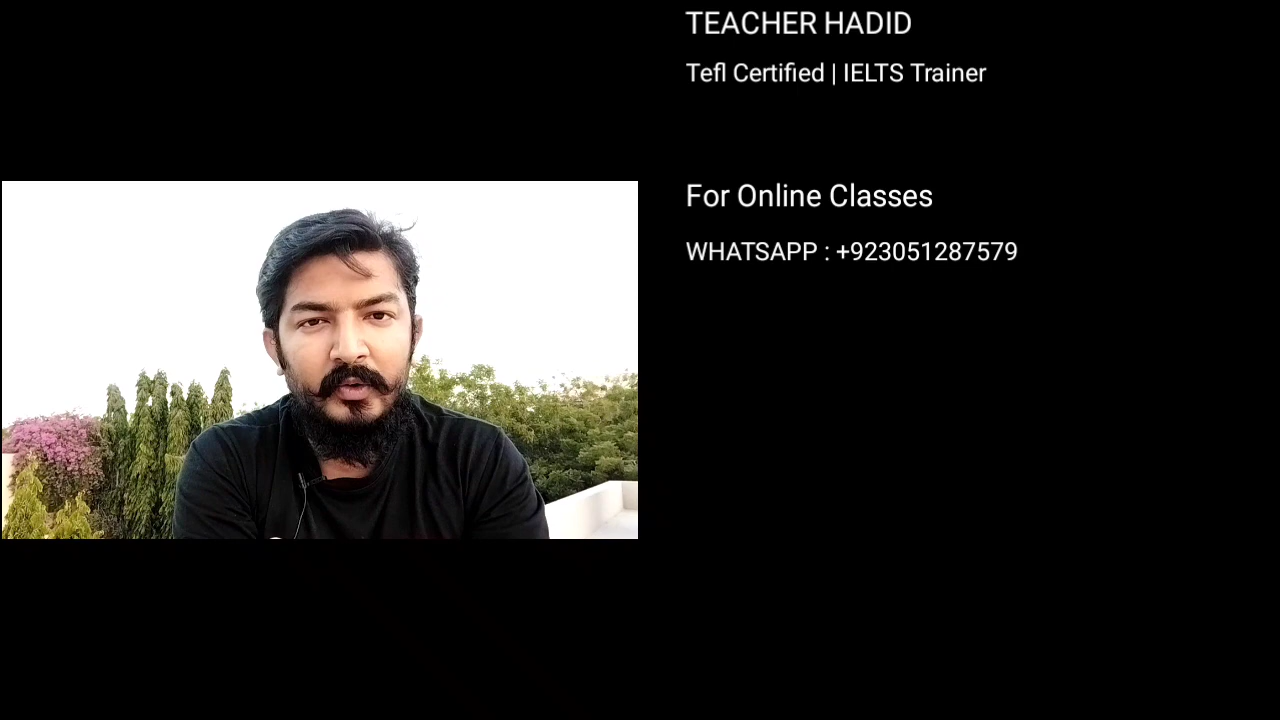 TEACHER HADID
Tefl Certified | IELTS Trainer
For Online Classes
WHATSAPP : +923051287579